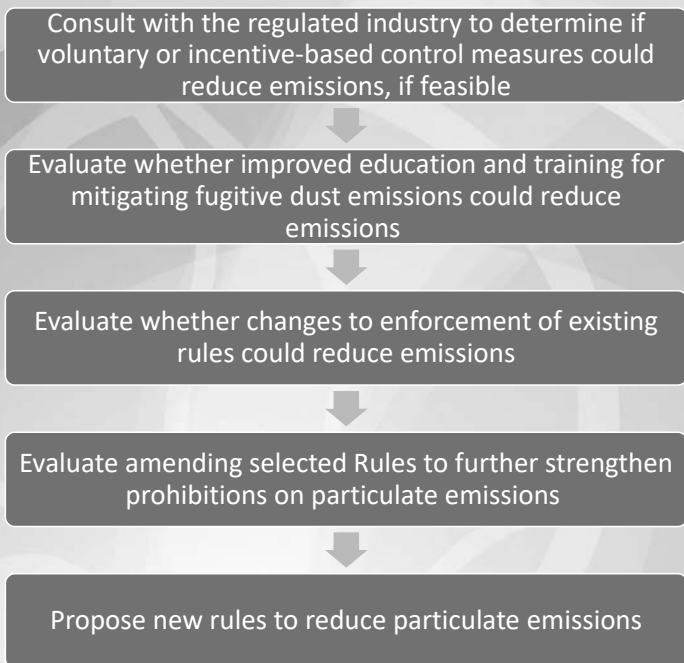 Consult with the regulated industry to determine if
voluntary or incentive-based control measures could
reduce emissions, if feasible
Evaluate whether improved education and training for
mitigating fugitive dust emissions could reduce
emissions
Evaluate whether changes to enforcement of existing
rules could reduce emissions
Evaluate amending selected Rules to further strengthen
prohibitions on particulate emissions
Propose new rules to reduce particulate emissions